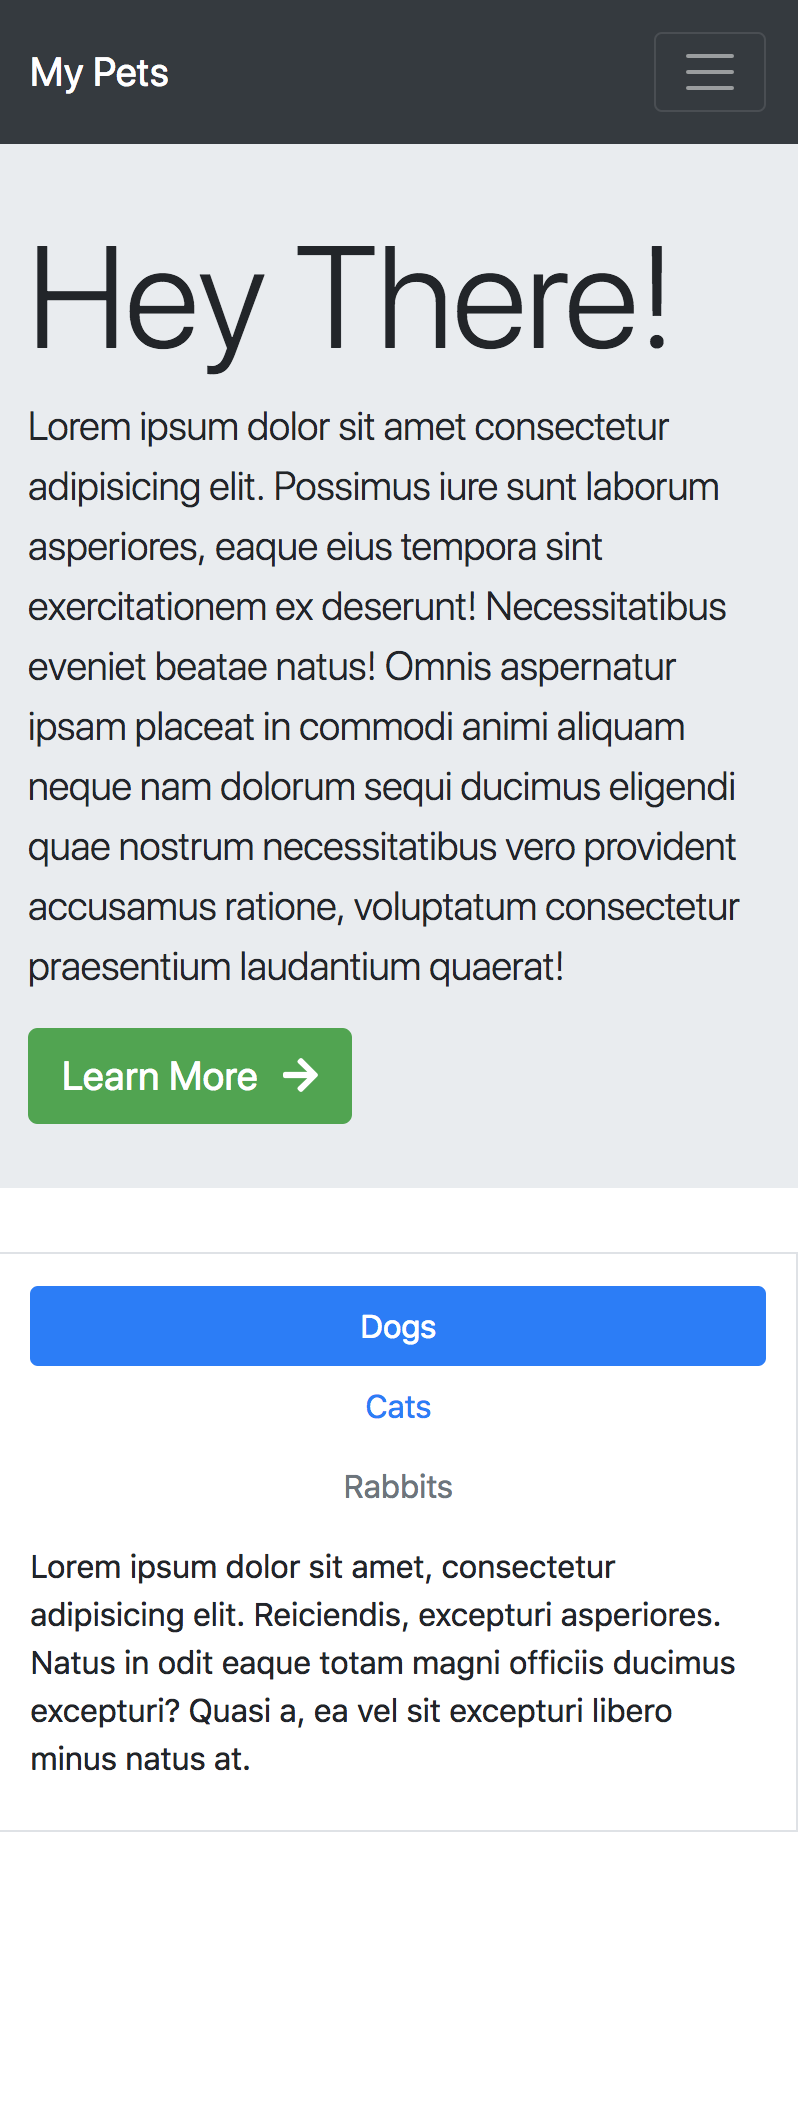 My Pets
Hey There!
Lorem ipsum dolor sit amet consectetur
adipisicing elit. Possimus iure sunt laborum
asperiores, eaque eius tempora sint
exercitationem ex deserunt! Necessitatibus
eveniet beatae natus! Omnis aspernatur
ipsam placeat in commodi animi aliquam
neque nam dolorum sequi ducimus eligendi
quae nostrum necessitatibus vero provident
accusamus ratione, voluptatum consectetur
praesentium laudantium quaerat!
Learn More
Dogs
Cats
Rabbits
Lorem ipsum dolor sit amet, consectetur
adipisicing elit. Reiciendis, excepturi asperiores.
Natus in odit eaque totam magni officiis ducimus
excepturi? Quasi a, ea vel sit excepturi libero
minus natus at.